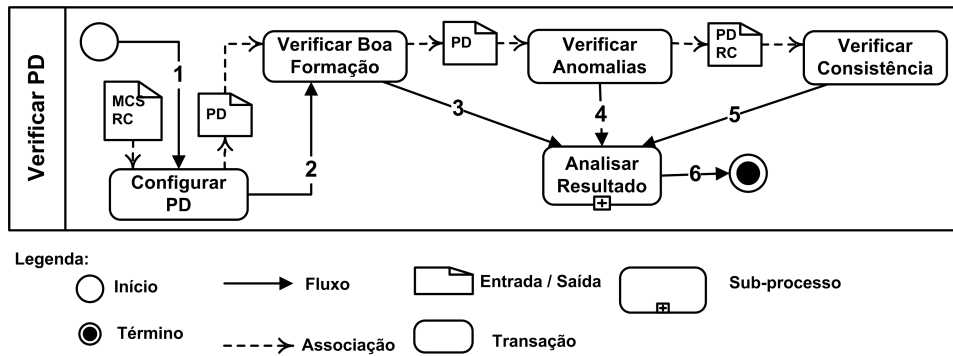 Verificar PD
1
MCS
RC
PD
Configurar
PD
2
Verificar Boa
Formação
PD
Verificar
Anomalias
PD
RC
Verificar
Consistência
3
4
5
Analisar
Resultado
6
Legenda:
Início
Fluxo
Entrada / Saída
Sub-processo
Término
Associação
Transação